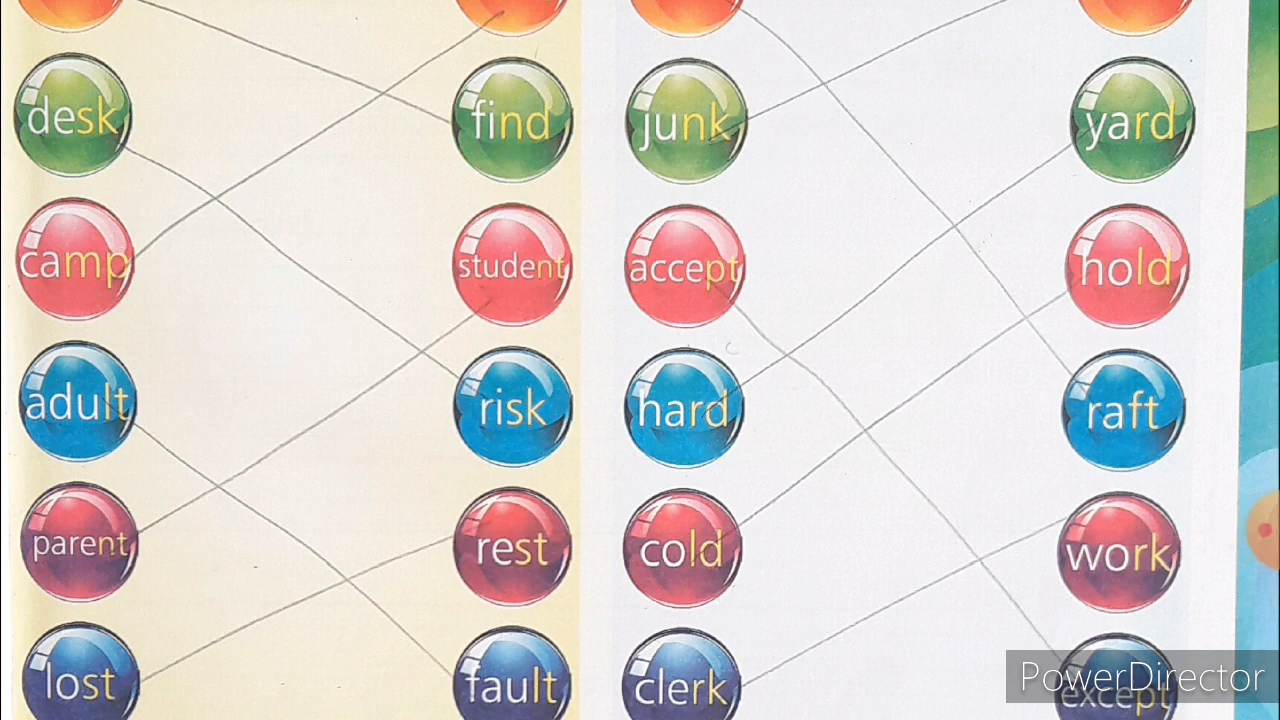 desk find junk yard
camp student accept hold
adult risk hard raft
parent rest cold work
lost fault clerk except
PowerDirector